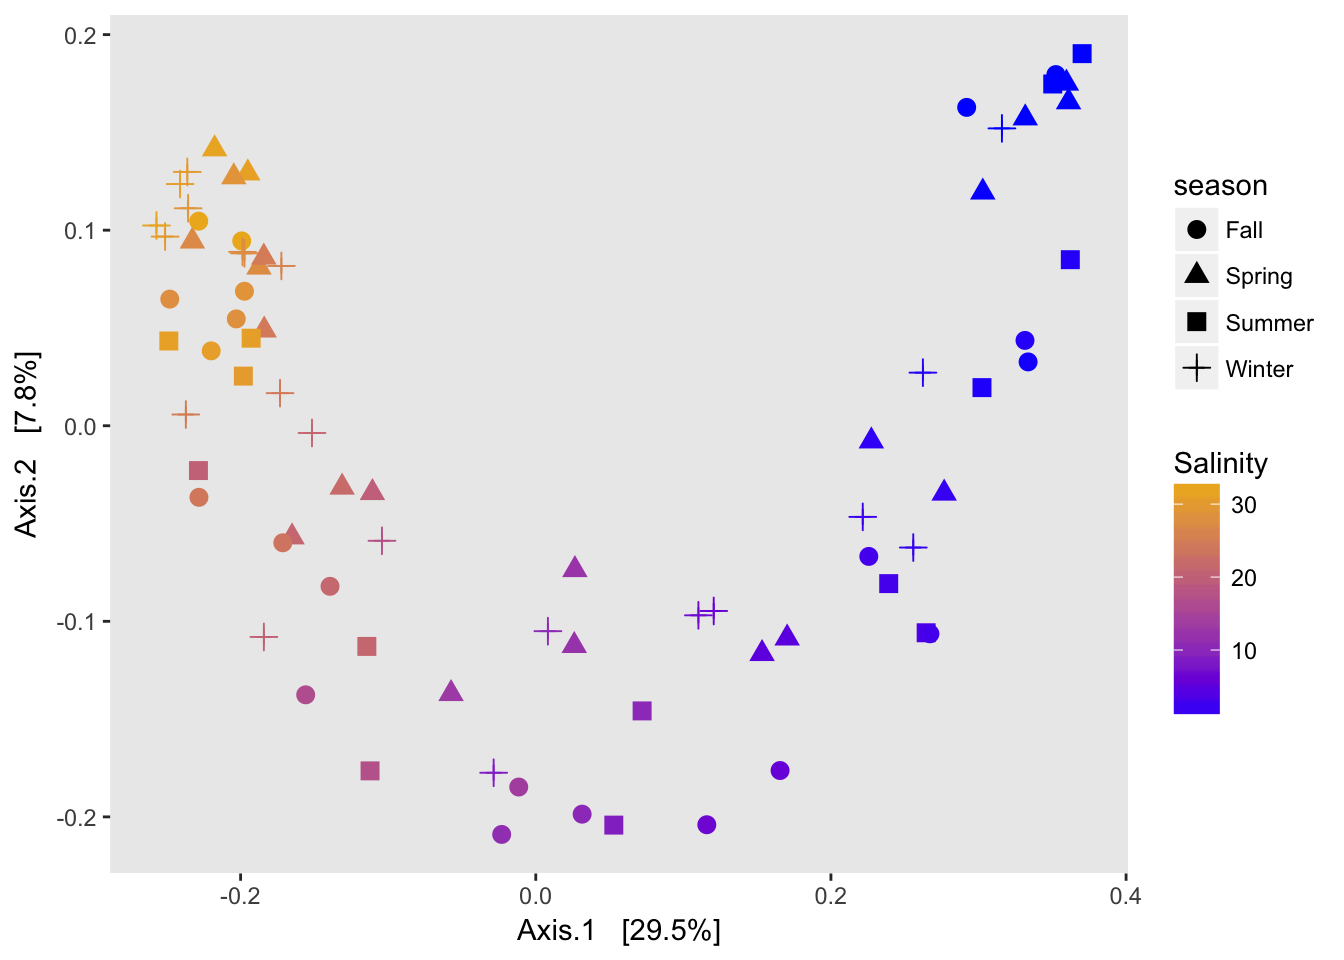 0.2
0.1
0.0
-0.1
-0.2
Axis.2 [7.8%]
-0.2 0.0 0.2 0.4
Axis.1 [29.5%]
season
Fall
Spring
Summer
Winter
Salinity
30
20
10